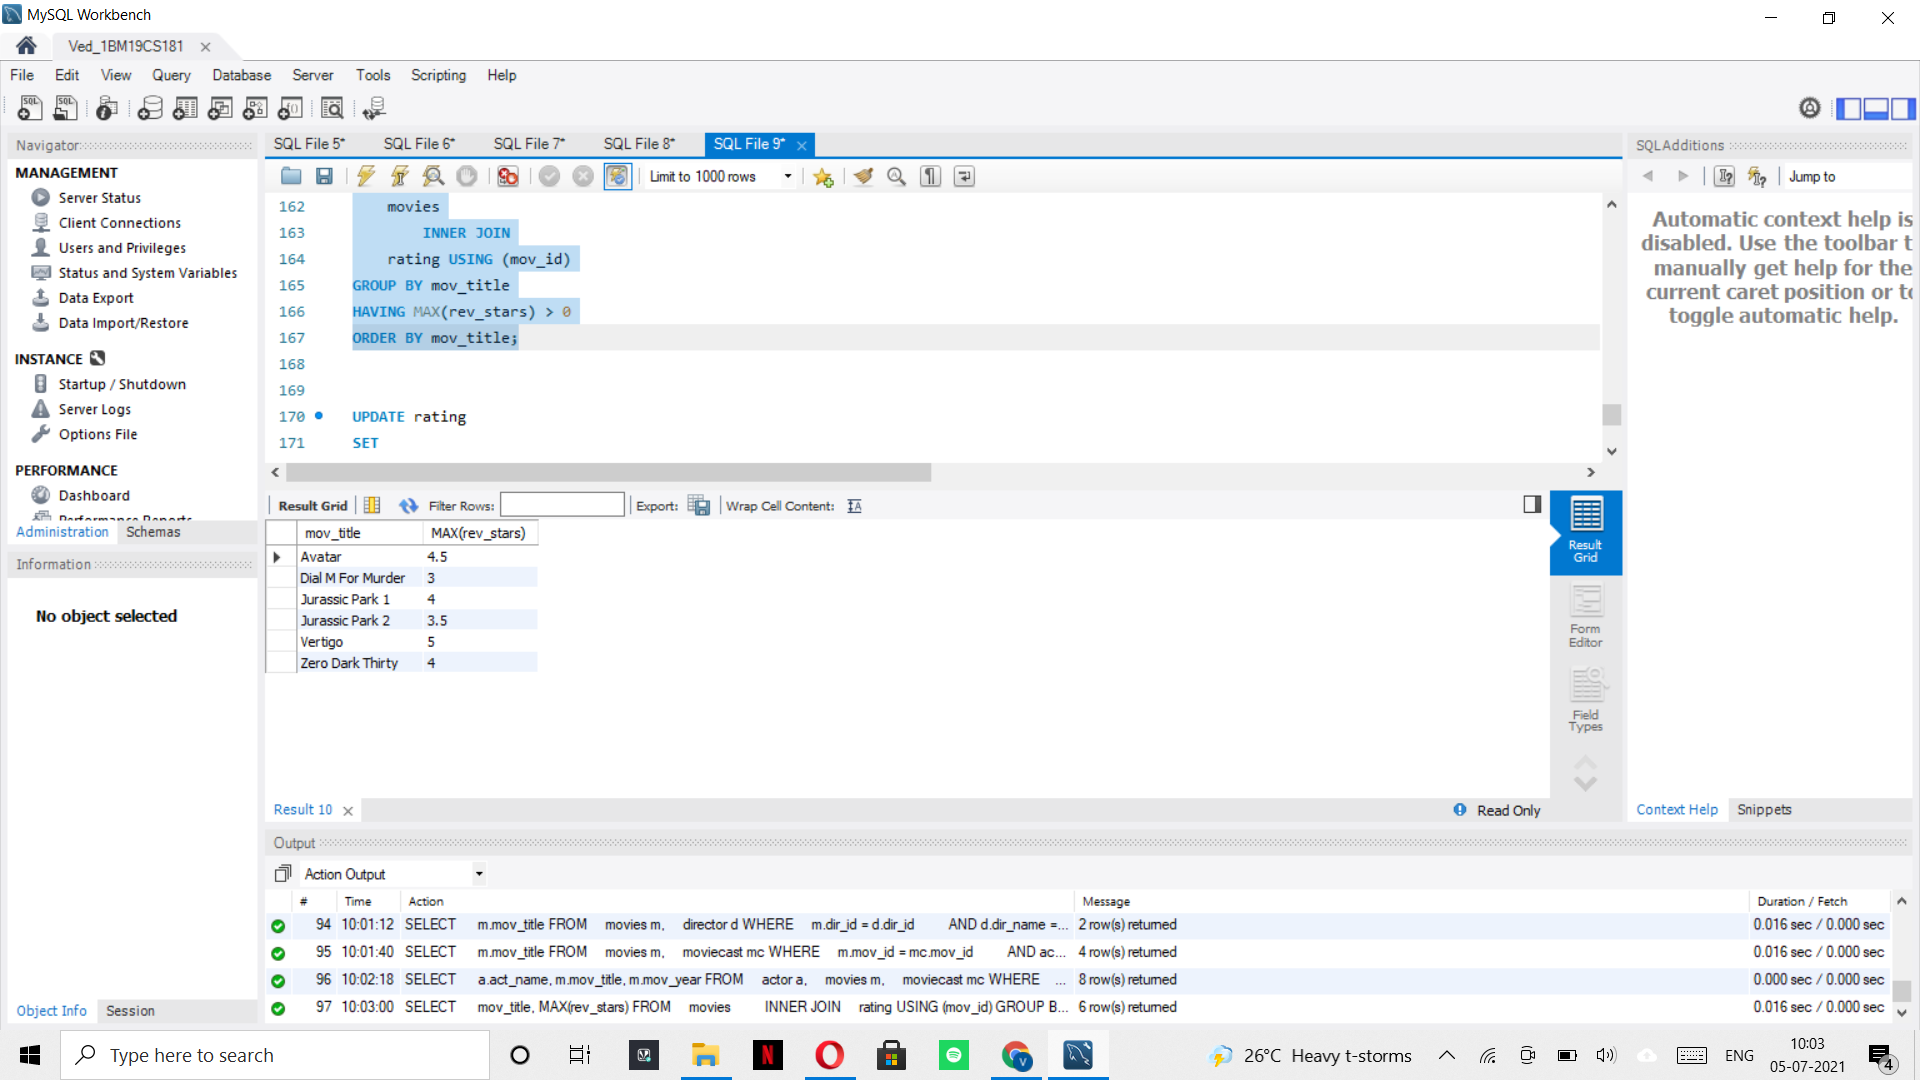 MySQL Workbench
Ved_1BM19CS181
File Edit View Query Database Server Tools Scripting Help
Navigator
MANAGEMENT
Server Status
Client Connections
Users and Privileges
Status and System Variables
Data Export
Data Import/Restore
INSTANCE
Startup / Shutdown
Server Logs
Options File
PERFORMANCE
Dashboard
Performance Reports
Administration Schemas
Information
No object selected
Object Info Session
SQL File 5* SQL File 6* SQL File 7* SQL File 8* SQL File 9*
Limit to 1000 rows
162 movies
163 INNER JOIN
164 rating USING (mov_id)
165 GROUP BY mov_title
166 HAVING MAX(rev_stars) > 0
167 ORDER BY mov_title;
168
169
170 UPDATE rating
171 SET
Result Grid Filter Rows: Export: Wrap Cell Content:
mov_title MAX(rev_stars)
Avatar 4.5
Dial M For Murder 3
Jurassic Park 1 4
Jurassic Park 2 3.5
Vertigo 5
Zero Dark Thirty 4
Result
Grid
Form
Editor
Field
Types
Result 10
Read Only
SQLAdditions
Jump to
Automatic context help is
disabled. Use the toolbar t
manually get help for the
current caret position or to
toggle automatic help.
Context Help Snippets
Output
Action Output
# Time Action Message Duration / Fetch
94 10:01:12 SELECT m.mov_title FROM movies m, director d WHERE m.dir_id = d.dir_id AND d.dir_name =... 2 row(s) returned 0.016 sec / 0.000 sec
95 10:01:40 SELECT m.mov_title FROM movies m, moviecast mc WHERE m.mov_id = mc.mov_id AND ac... 4 row(s) returned 0.016 sec / 0.000 sec
96 10:02:18 SELECT a.act_name, m.mov_title, m.mov_year FROM actor a, movies m, moviecast mc WHERE ... 8 row(s) returned 0.000 sec / 0.000 sec
97 10:03:00 SELECT mov_title, MAX(rev_stars) FROM movies INNER JOIN rating USING (mov_id) GROUP B... 6 row(s) returned 0.016 sec / 0.000 sec
Type here to search
26°C Heavy t-storms
ENG
10:03
05-07-2021
4